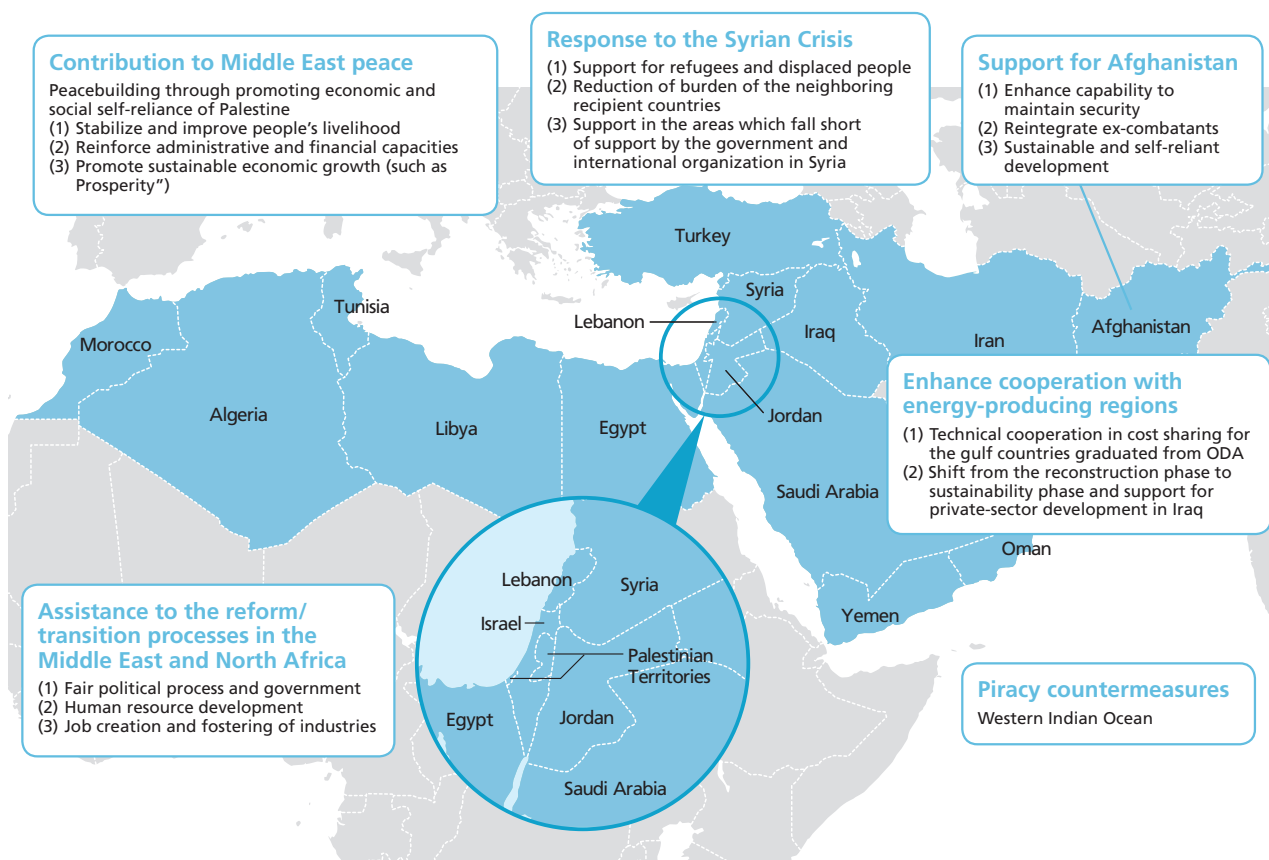 Contribution to Middle East peace
Peacebuilding through promoting economic and
social self-reliance of Palestine
(1) Stabilize and improve people's livelihood
(2) Reinforce administrative and financial capacities
(3) Promote sustainable economic growth (such as
Prosperity”)
Response to the Syrian Crisis
(1) Support for refugees and displaced people
(2) Reduction of burden of the neighboring
recipient countries
(3) Support in the areas which fall short
of support by the government and
international organization in Syria
Support for Afghanistan
(1) Enhance capability to
maintain security
(2) Reintegrate ex-combatants
(3) Sustainable and self-reliant
development
Turkey
Syria
Tunisia
Lebanon
Morocco
Iraq
Iran
Afghanistan
Algeria
Libya
Egypt
Jordan
Saudi Arabia
Enhance cooperation with
energy-producing regions
(1) Technical cooperation in cost sharing for
the gulf countries graduated from ODA
(2) Shift from the reconstruction phase to
sustainability phase and support for
private-sector development in Iraq
Oman
Yemen
Lebanon
Syria
Israel
Palestinian
Territories
Egypt
Jordan
Saudi Arabia
Assistance to the reform/
transition processes in the
Middle East and North Africa
(1) Fair political process and government
(2) Human resource development
(3) Job creation and fostering of industries
Piracy countermeasures
Western Indian Ocean